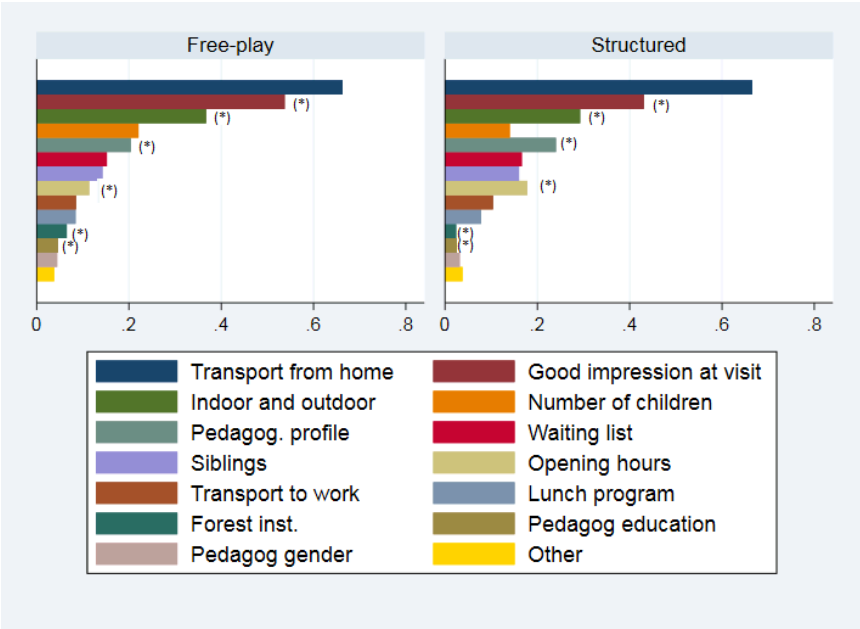 Free-play Structured
(*) (*)
(*) (*)
(*) (*)
(*) (*)
(*) (*)
(*) (*)
0 .2 .4 .6 .8 0 .2 .4 .6 .8
Transport from home Good impression at visit
Indoor and outdoor Number of children
Pedagog. profile Waiting list
Siblings Opening hours
Transport to work Lunch program
Forest inst. Pedagog education
Pedagog gender Other